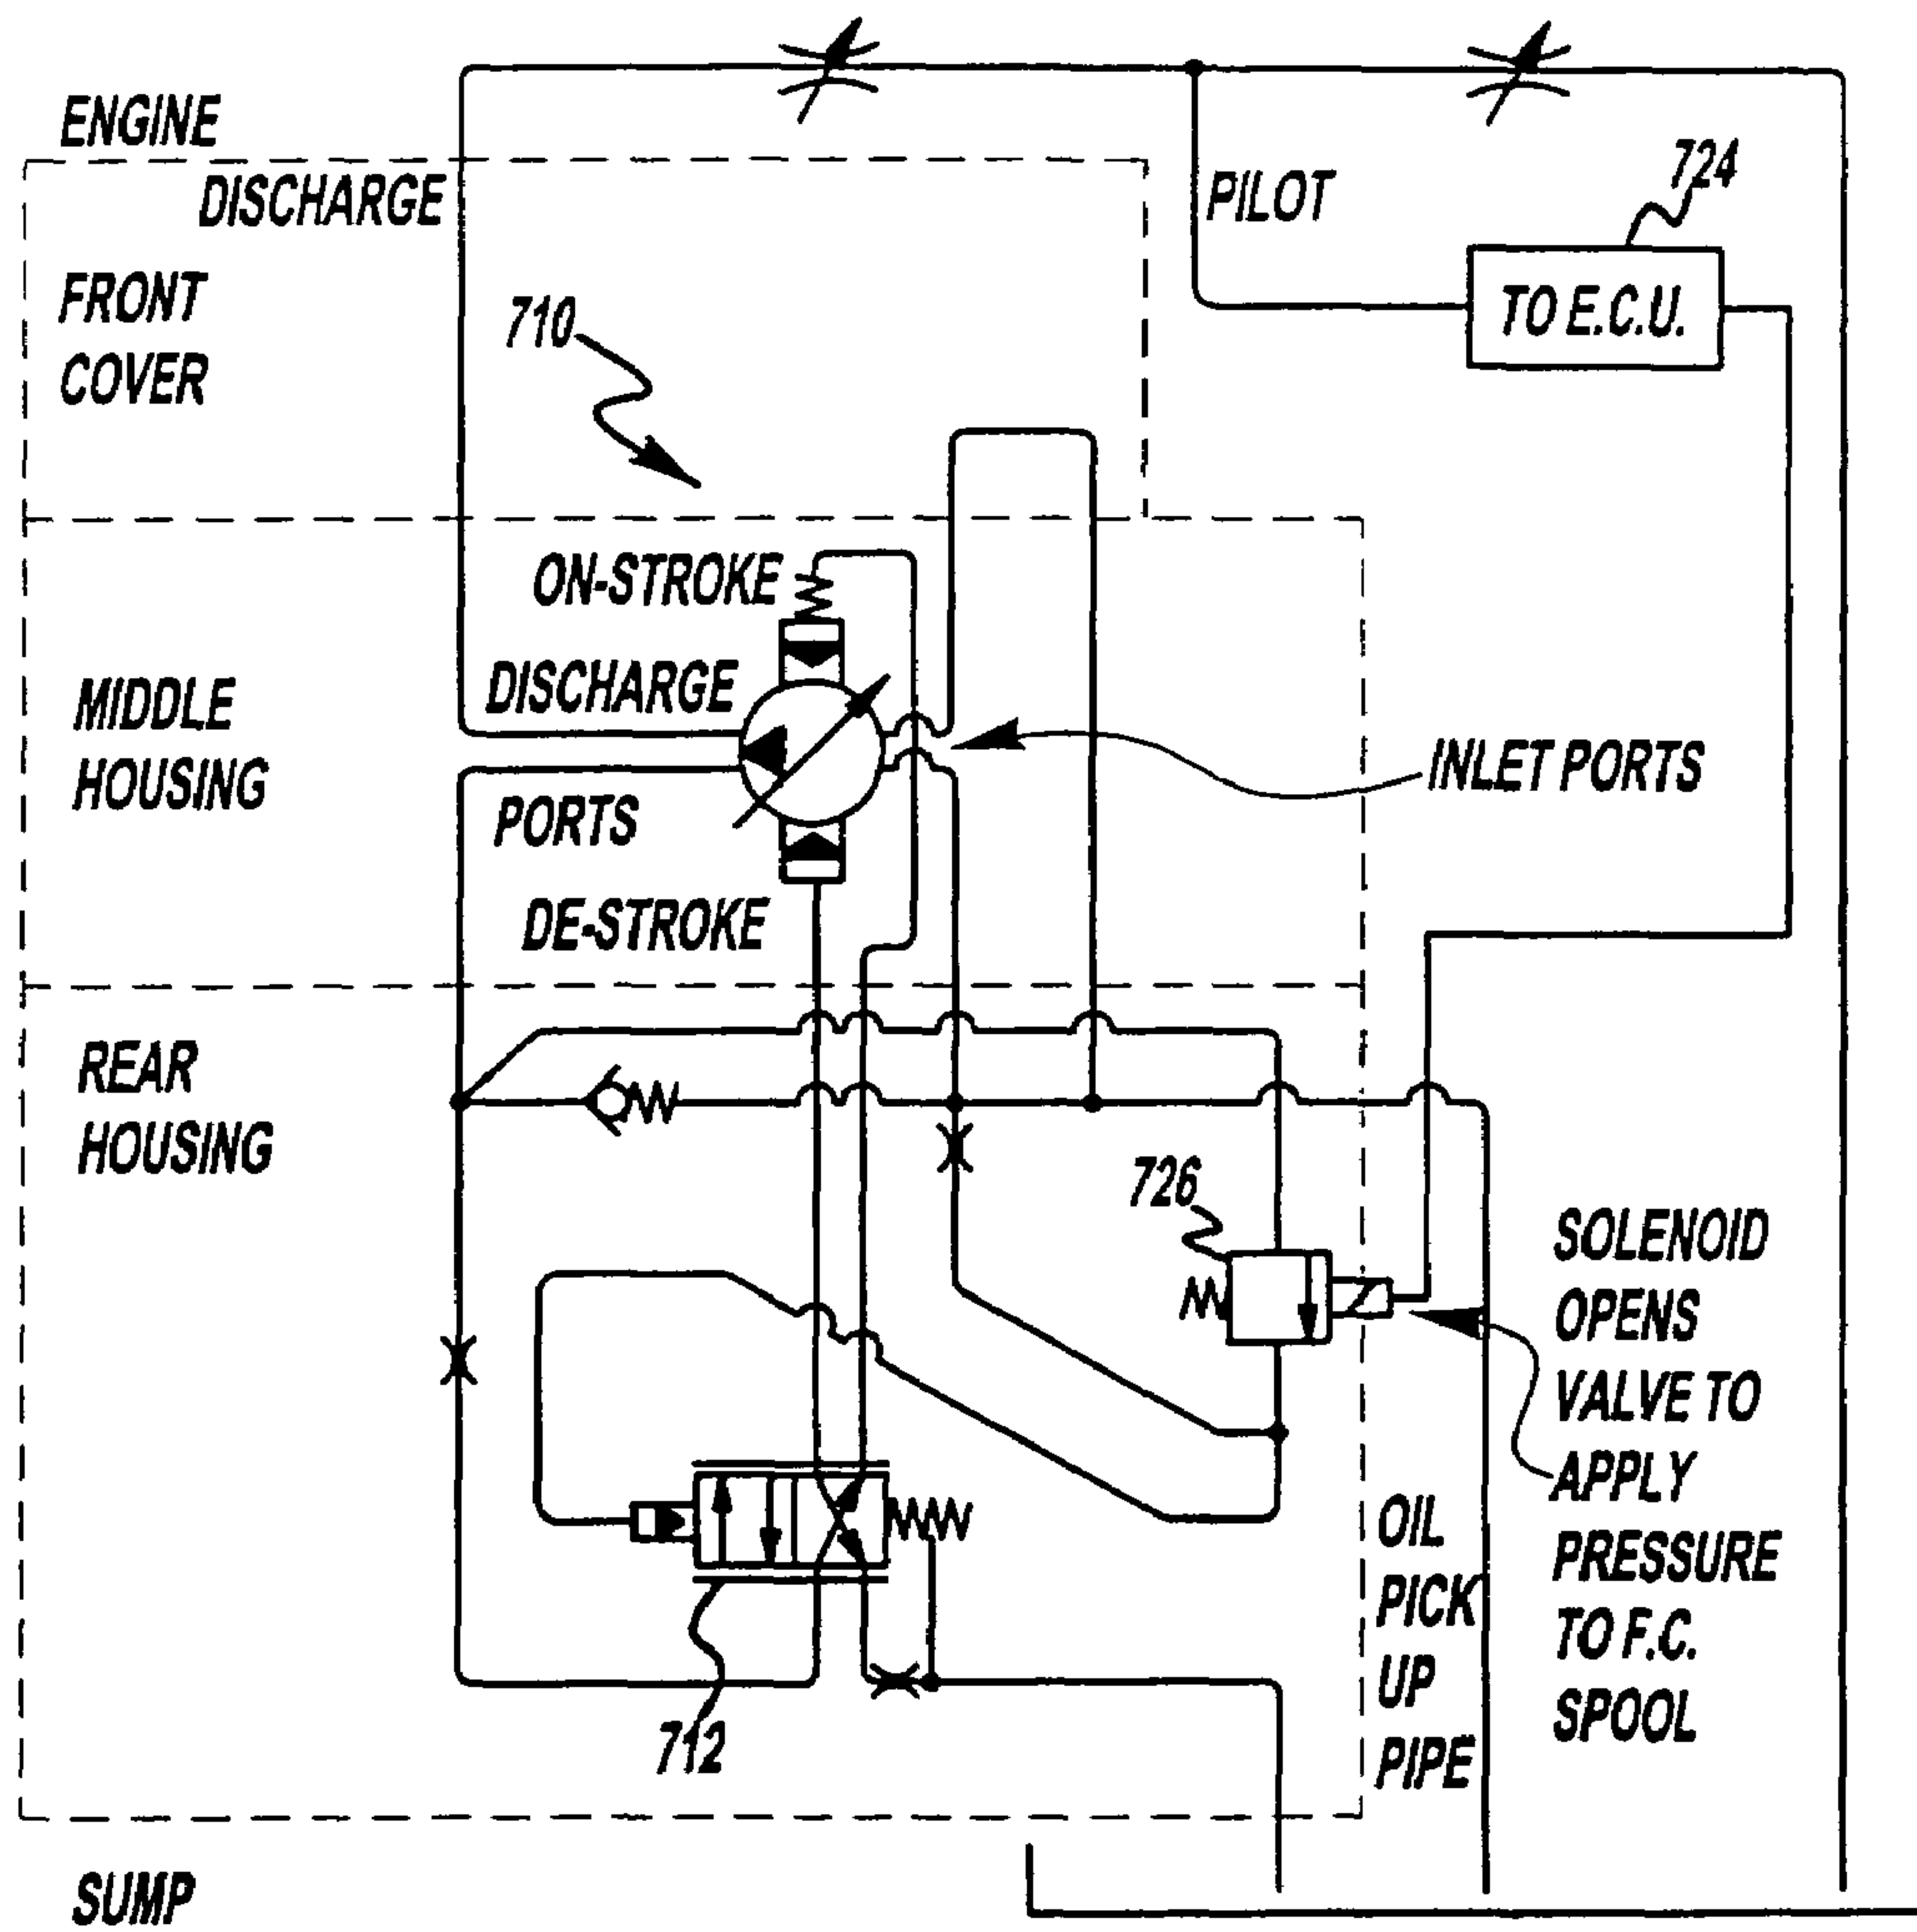 ENGINE
DISCHARGE
PILOT
724
FRONT
COVER
TO E.C.U.
710
ON-STROKE
DISCHARGE
MIDDLE
HOUSING
INLET PORTS
PORTS
DE-STROKE
REAR
HOUSING
726
SOLENOID
OPENS
VALVE TO
APPLY
PRESSURE
TO F.C.
SPOOL
OIL
PICK
UP
PIPE
712
SUMP